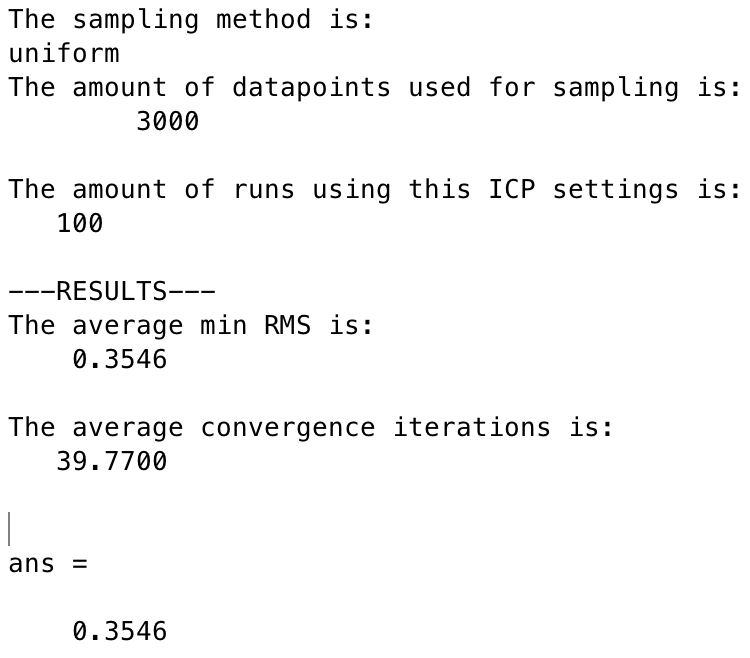 The sampling method is:
uniform
The amount of datapoints used for sampling is:
3000
The amount of runs using this ICP settings is:
100
---RESULTS---
The average min RMS is:
0.3546
The average convergence iterations is:
39.7700
ans =
0.3546